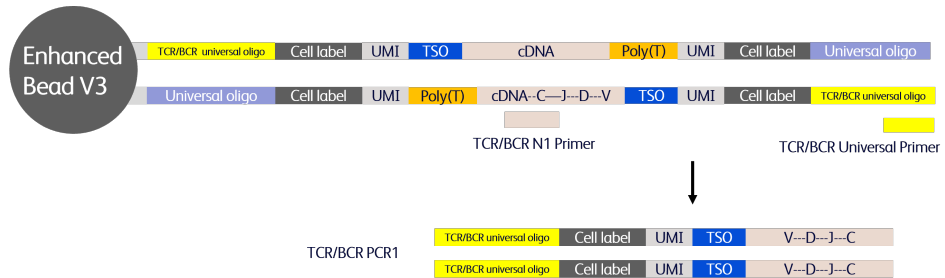 Enhanced
Bead V3
TCR/BCR universal oligo Cell label UMI TSO cDNA Poly(T) UMI Cell label Universal oligo
Universal oligo Cell label UMI Poly(T) cDNA--C—J---D---V TSO UMI Cell label TCR/BCR universal oligo
TCR/BCR N1 Primer TCR/BCR Universal Primer
TCR/BCR PCR1
TCR/BCR universal oligo Cell label UMI TSO V---D---J---C
TCR/BCR universal oligo Cell label UMI TSO V---D---J---C